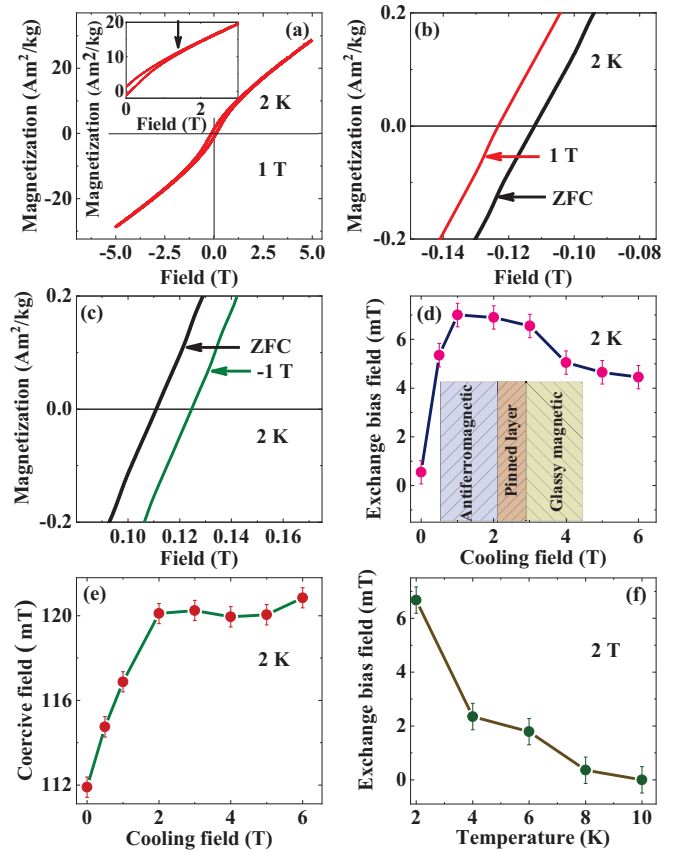 (a)
Magnetization (Am²/kg)
20
0
-20
-5.0 -2.5 0.0 2.5 5.0
Field (T)
2 K
1 T
Magnetization (Am²/kg)
20
10
0
0 2
Field (T)
(b)
Magnetization (Am²/kg)
0.2
0.0
-0.2
-0.14 -0.12 -0.10 -0.08
Field (T)
2 K
1 T
ZFC
(c)
Magnetization (Am²/kg)
0.2
0.0
-0.2
0.10 0.12 0.14 0.16
Field (T)
ZFC
-1 T
2 K
(d)
Exchange bias field (mT)
6
4
2
0
0 2 4 6
Cooling field (T)
2 K
Antiferromagnetic
Pinned layer
Glassy magnetic
(e)
Coercive field ( mT)
120
116
112
0 2 4 6
Cooling field (T)
2 K
(f)
Exchange bias field (mT)
6
4
2
0
2 4 6 8 10
Temperature (K)
2 T